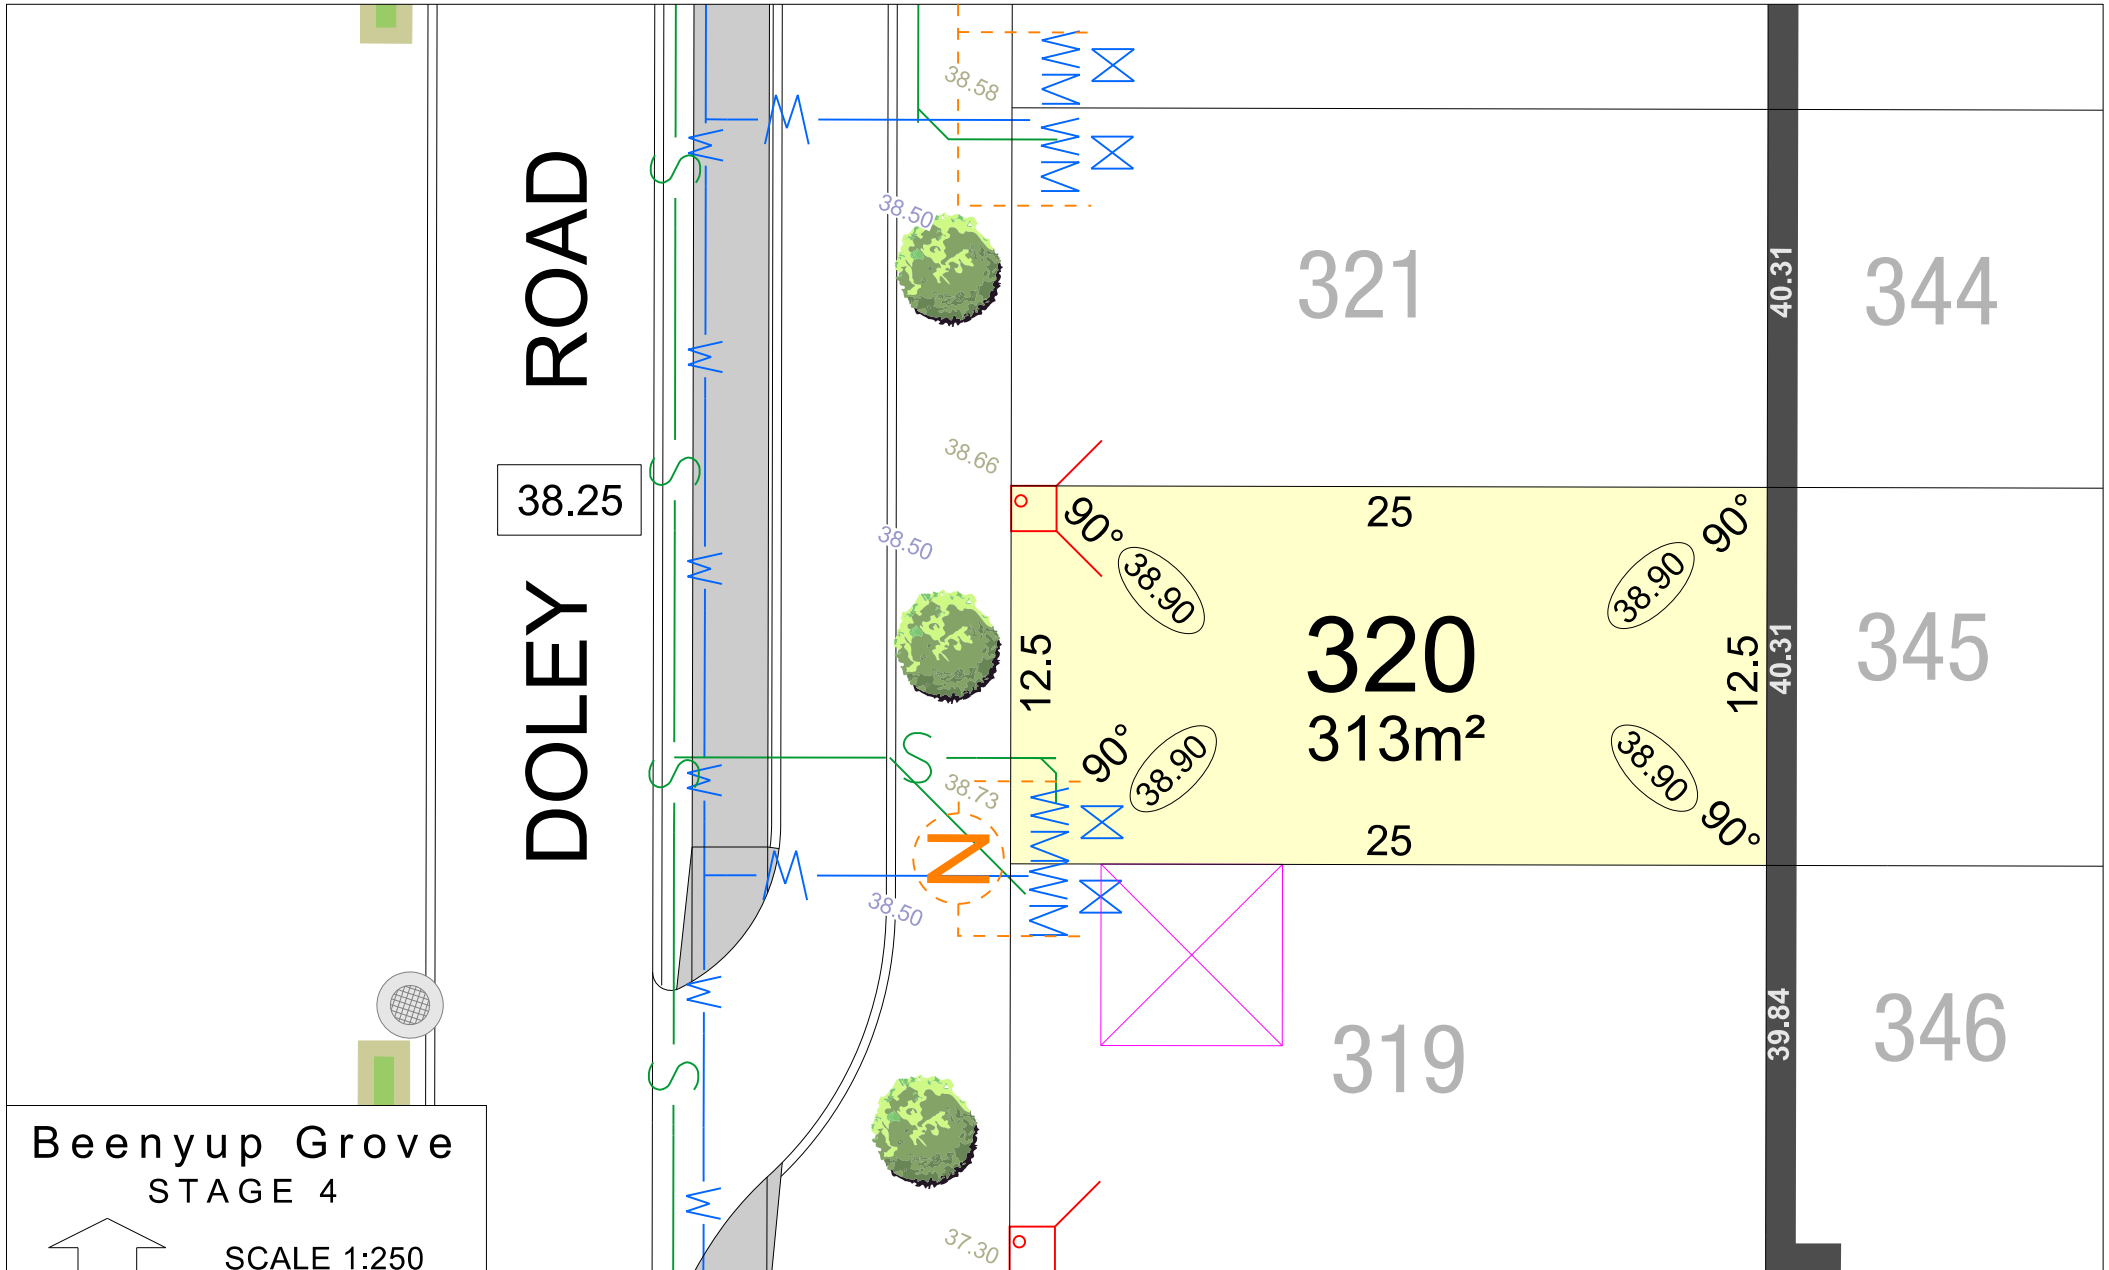 38.58
38.50
321
40.31
344
DOLEY ROAD
38.25
38.66
38.50
90°
25
90°
38.90
38.90
12.5
320
313m²
12.5
40.31
345
90°
38.90
38.90
90°
25
38.73
38.50
39.84
319
346
37.30
S
S
S
S
S
W
W
W
W
W
W
W
W
N
Beenyup Grove
STAGE 4
SCALE 1:250